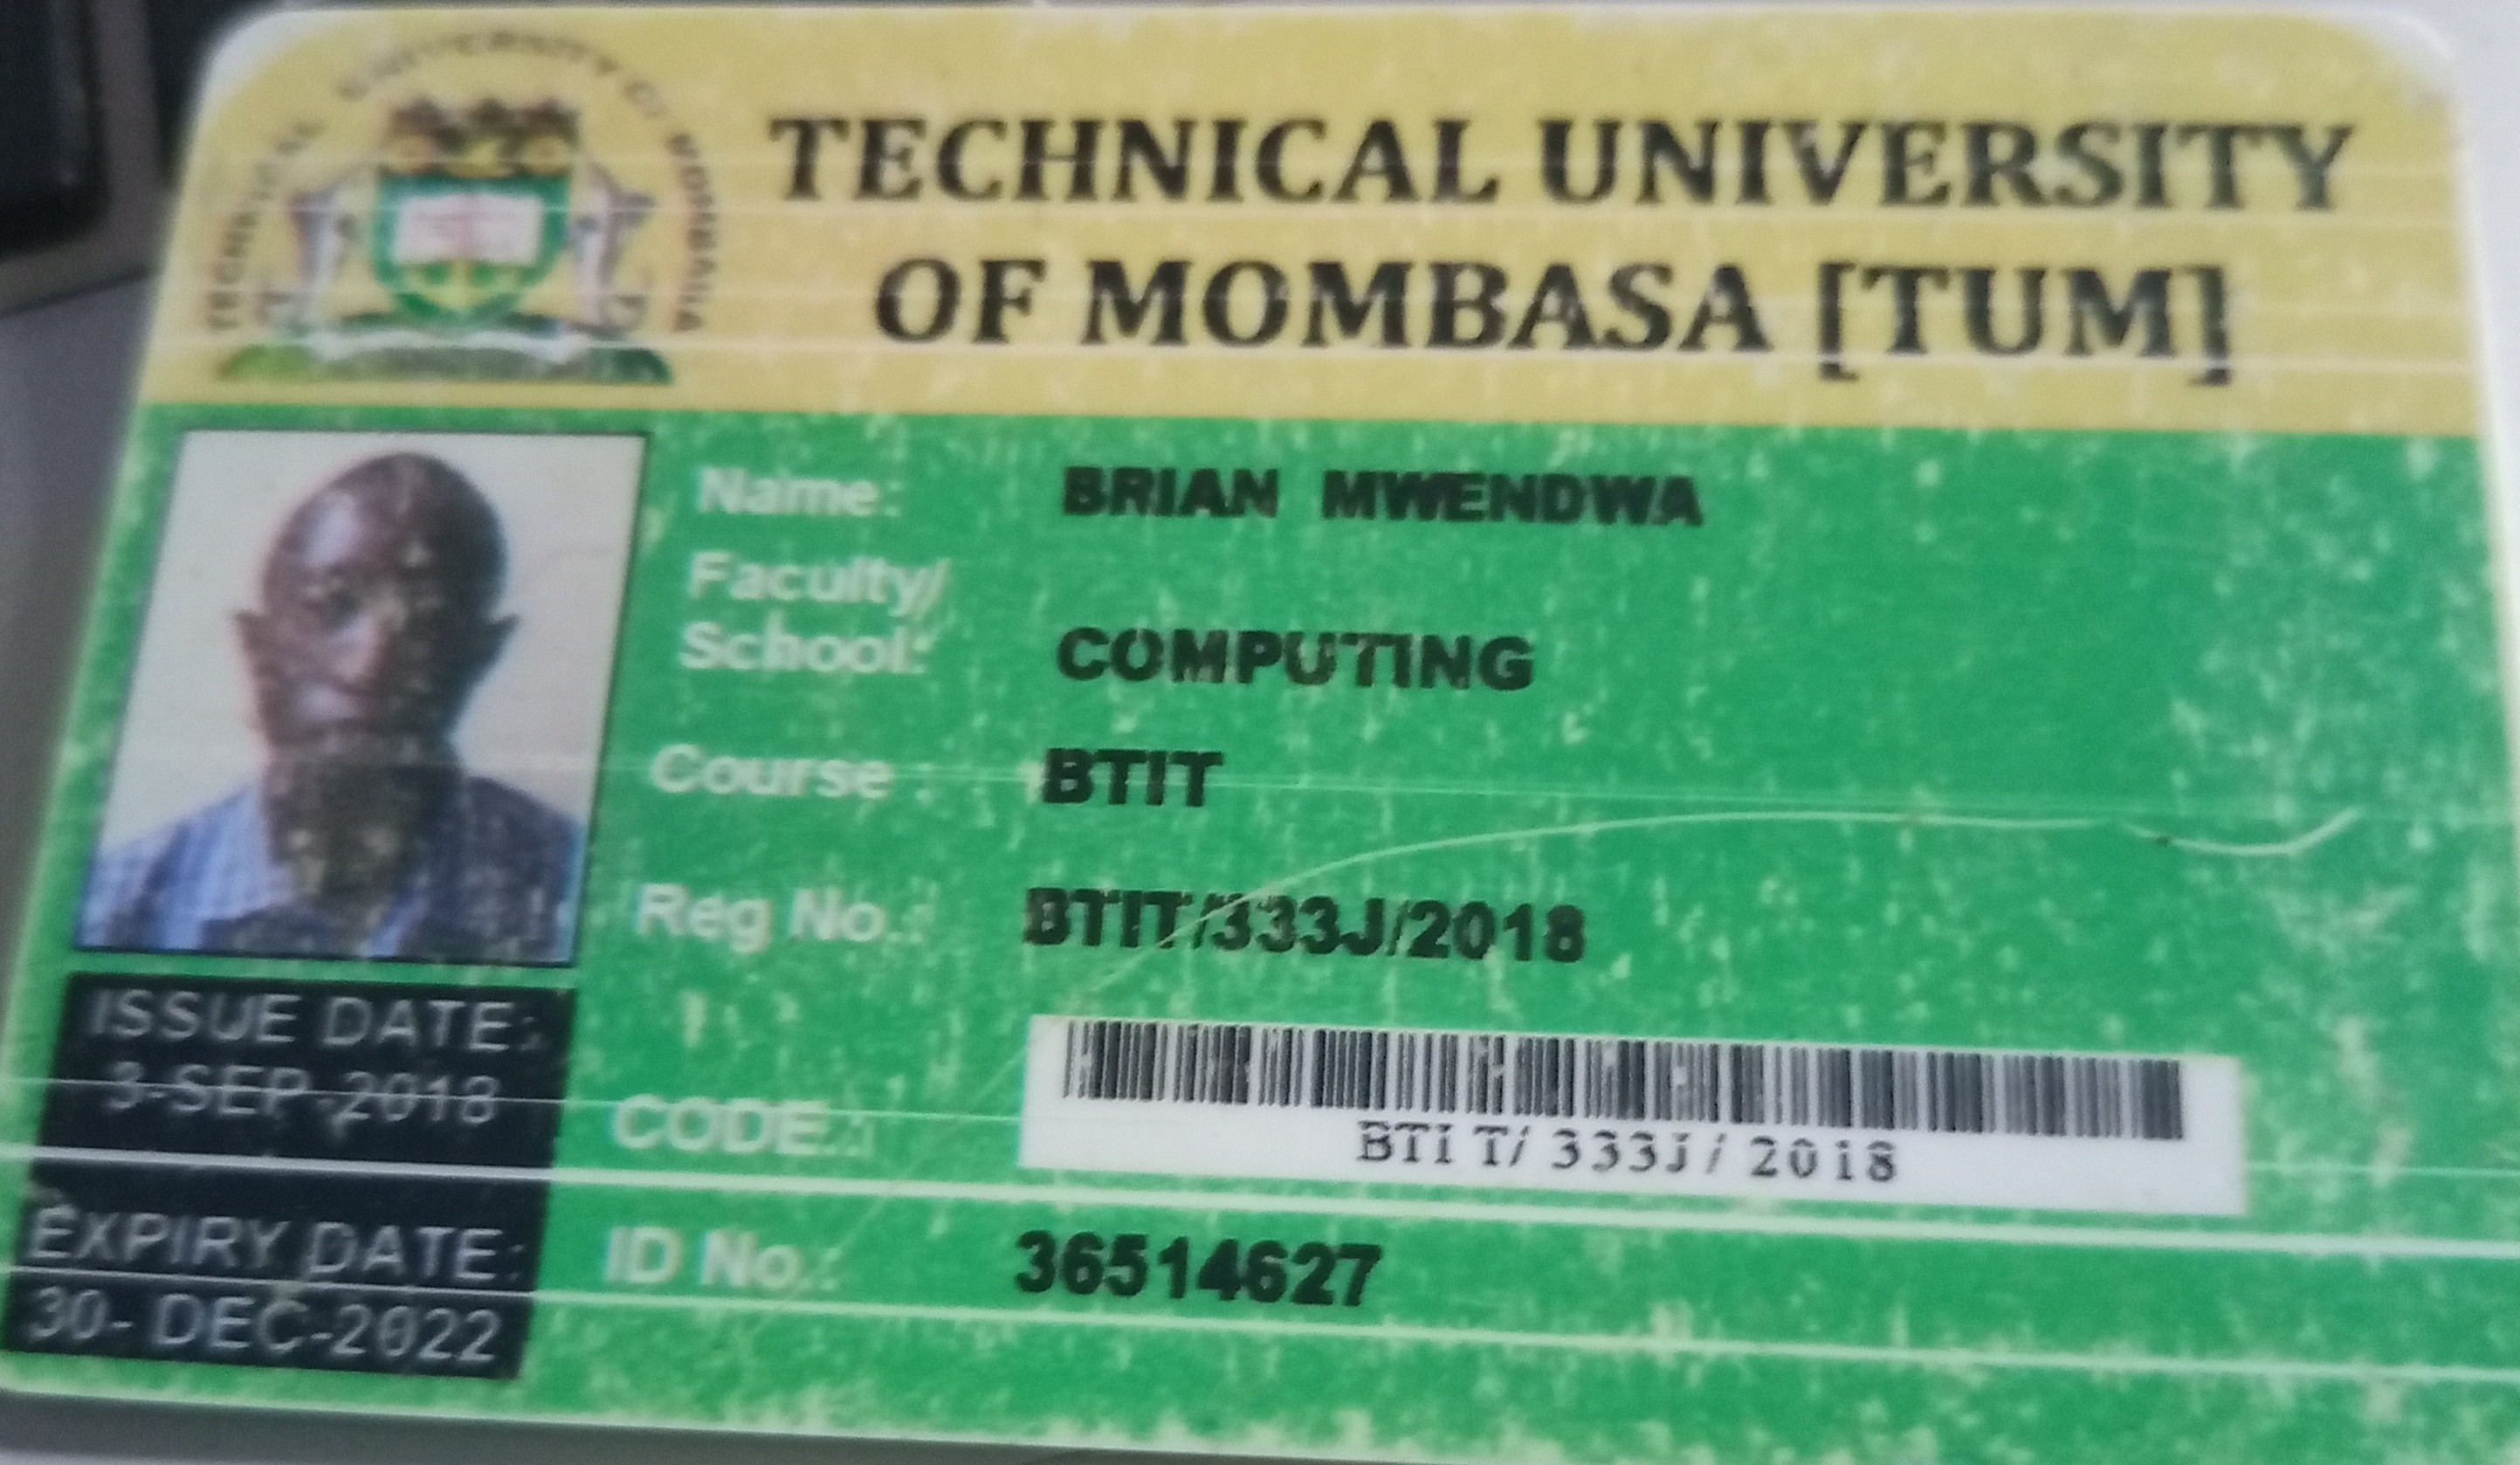 TECHNICAL UNIVERSITY OF MOMBASA
TECHNICAL UNIVERSITY
OF MOMBASA [TUM]
Name: BRIAN MWENDWA
Faculty/
School: COMPUTING
Course : BTIT
Reg No.: BTIT/333J/2018
CODE.:
BTIT/333J/2018
ID No.: 36514627
ISSUE DATE:
3-SEP-2018
EXPIRY DATE:
30- DEC-2022